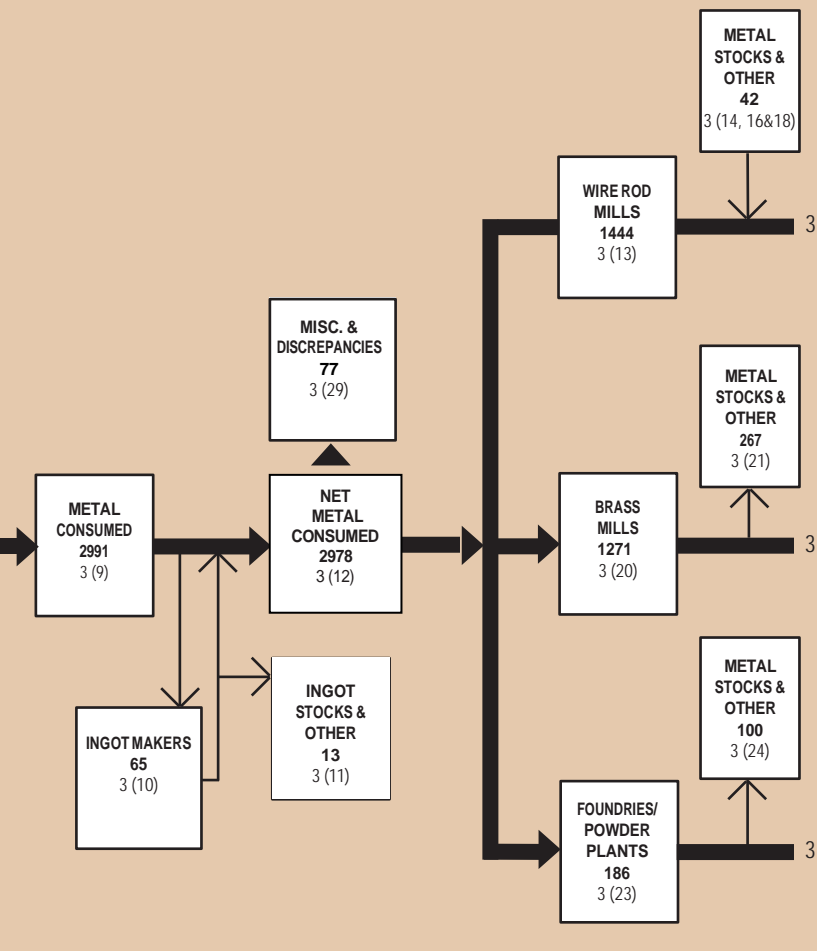 METAL
STOCKS &
OTHER
42
3 (14, 16&18)
WIRE ROD
MILLS
1444
3 (13)
3
MISC. &
DISCREPANCIES
77
3 (29)
METAL
STOCKS &
OTHER
267
3 (21)
METAL
CONSUMED
2991
3 (9)
NET
METAL
CONSUMED
2978
3 (12)
BRASS
MILLS
1271
3 (20)
3
INGOT MAKERS
65
3 (10)
INGOT
STOCKS &
OTHER
13
3 (11)
METAL
STOCKS &
OTHER
100
3 (24)
FOUNDRIES/
POWDER
PLANTS
186
3 (23)
3